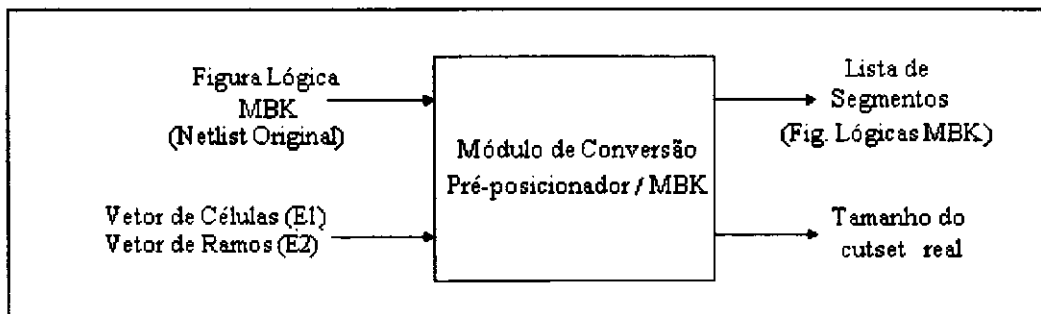 Figura Lógica
MBK
(Netlist Original)
Vetor de Células (E1)
Vetor de Ramos (E2)
Módulo de Conversão
Pré-posicionador / MBK
Lista de
Segmentos
(Fig. Lógicas MBK)
Tamanho do
cutset real